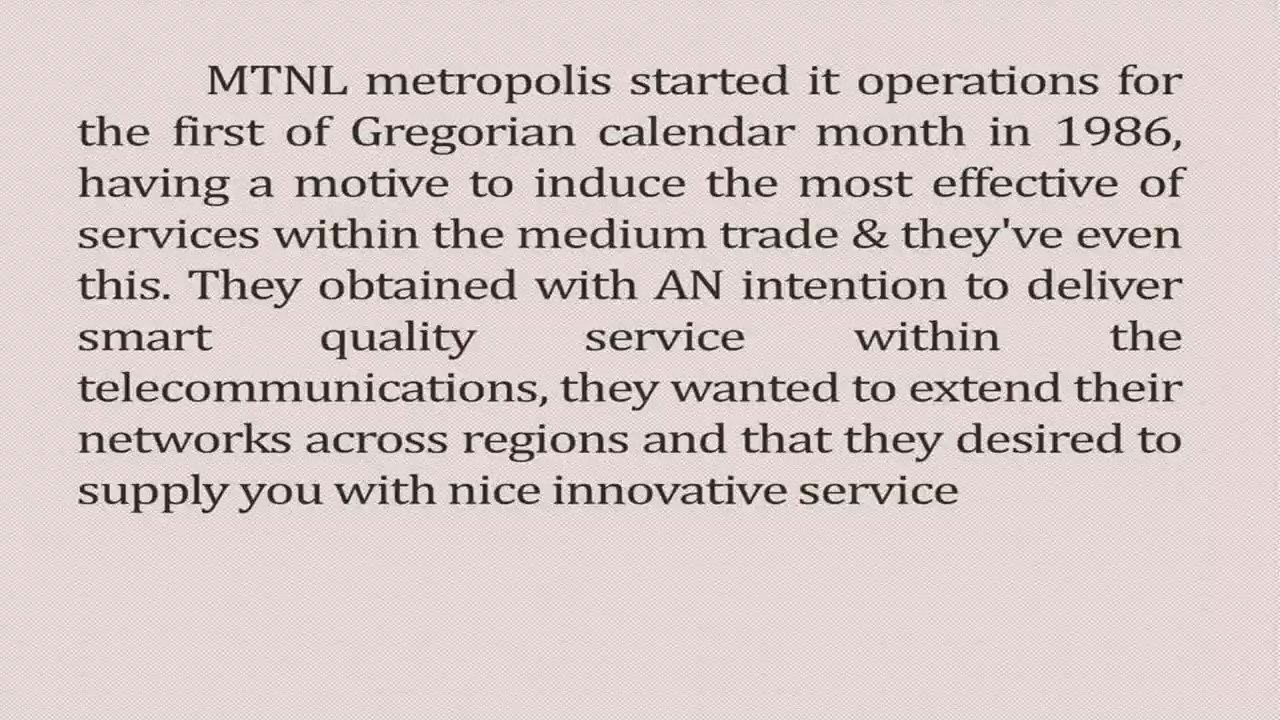 MTNL metropolis started it operations for
the first of Gregorian calendar month in 1986,
having a motive to induce the most effective of
services within the medium trade & they've even
this. They obtained with AN intention to deliver
smart quality service within the
telecommunications, they wanted to extend their
networks across regions and that they desired to
supply you with nice innovative service